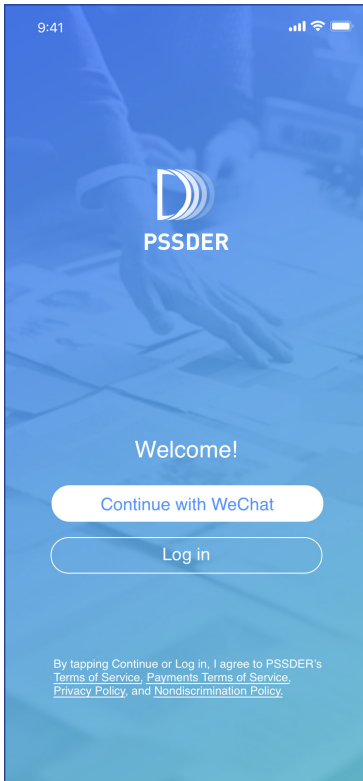 9:41
PSSDER
Welcome!
Continue with WeChat
Log in
By tapping Continue or Log in, I agree to PSSDER's
Terms of Service, Payments Terms of Service,
Privacy Policy, and Nondiscrimination Policy.